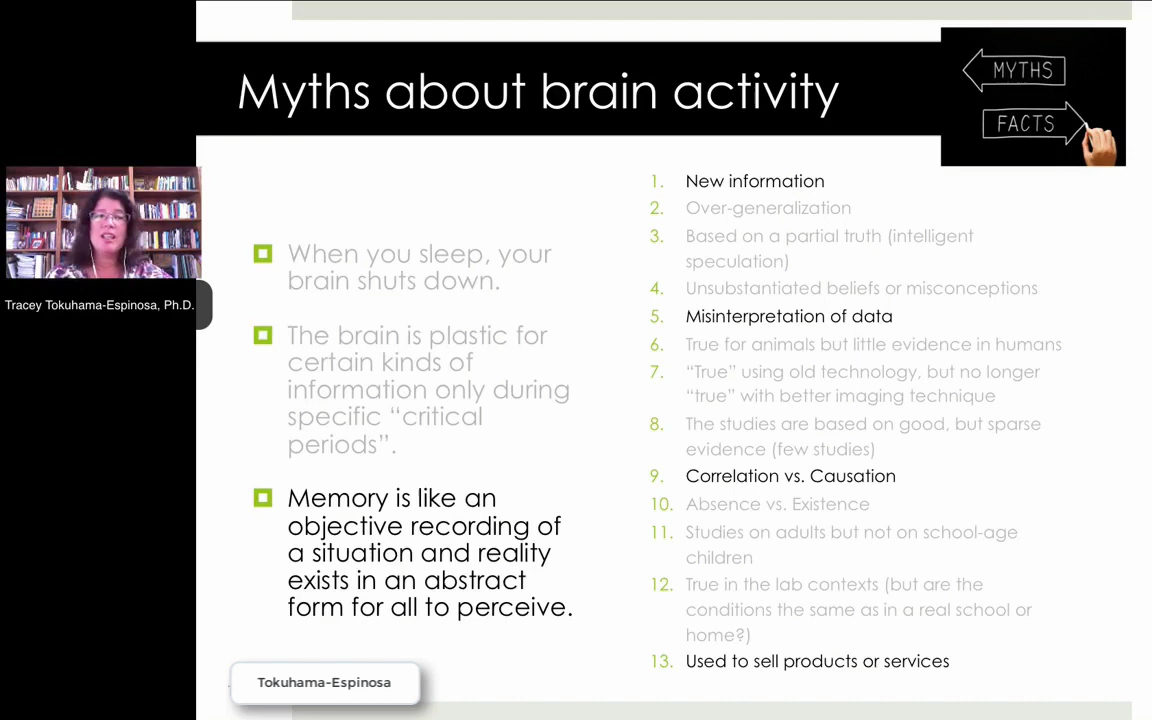 Myths about brain activity
MYTHS
FACTS
Tracey Tokuhama-Espinosa, Ph.D.
When you sleep, your
brain shuts down.
The brain is plastic for
certain kinds of
information only during
specific “critical
periods”.
Memory is like an
objective recording of
a situation and reality
exists in an abstract
form for all to perceive.
1. New information
2. Over-generalization
3. Based on a partial truth (intelligent
speculation)
4. Unsubstantiated beliefs or misconceptions
5. Misinterpretation of data
6. True for animals but little evidence in humans
7. “True” using old technology, but no longer
“true” with better imaging technique
8. The studies are based on good, but sparse
evidence (few studies)
9. Correlation vs. Causation
10. Absence vs. Existence
11. Studies on adults but not on school-age
children
12. True in the lab contexts (but are the
conditions the same as in a real school or
home?)
13. Used to sell products or services
Tokuhama-Espinosa